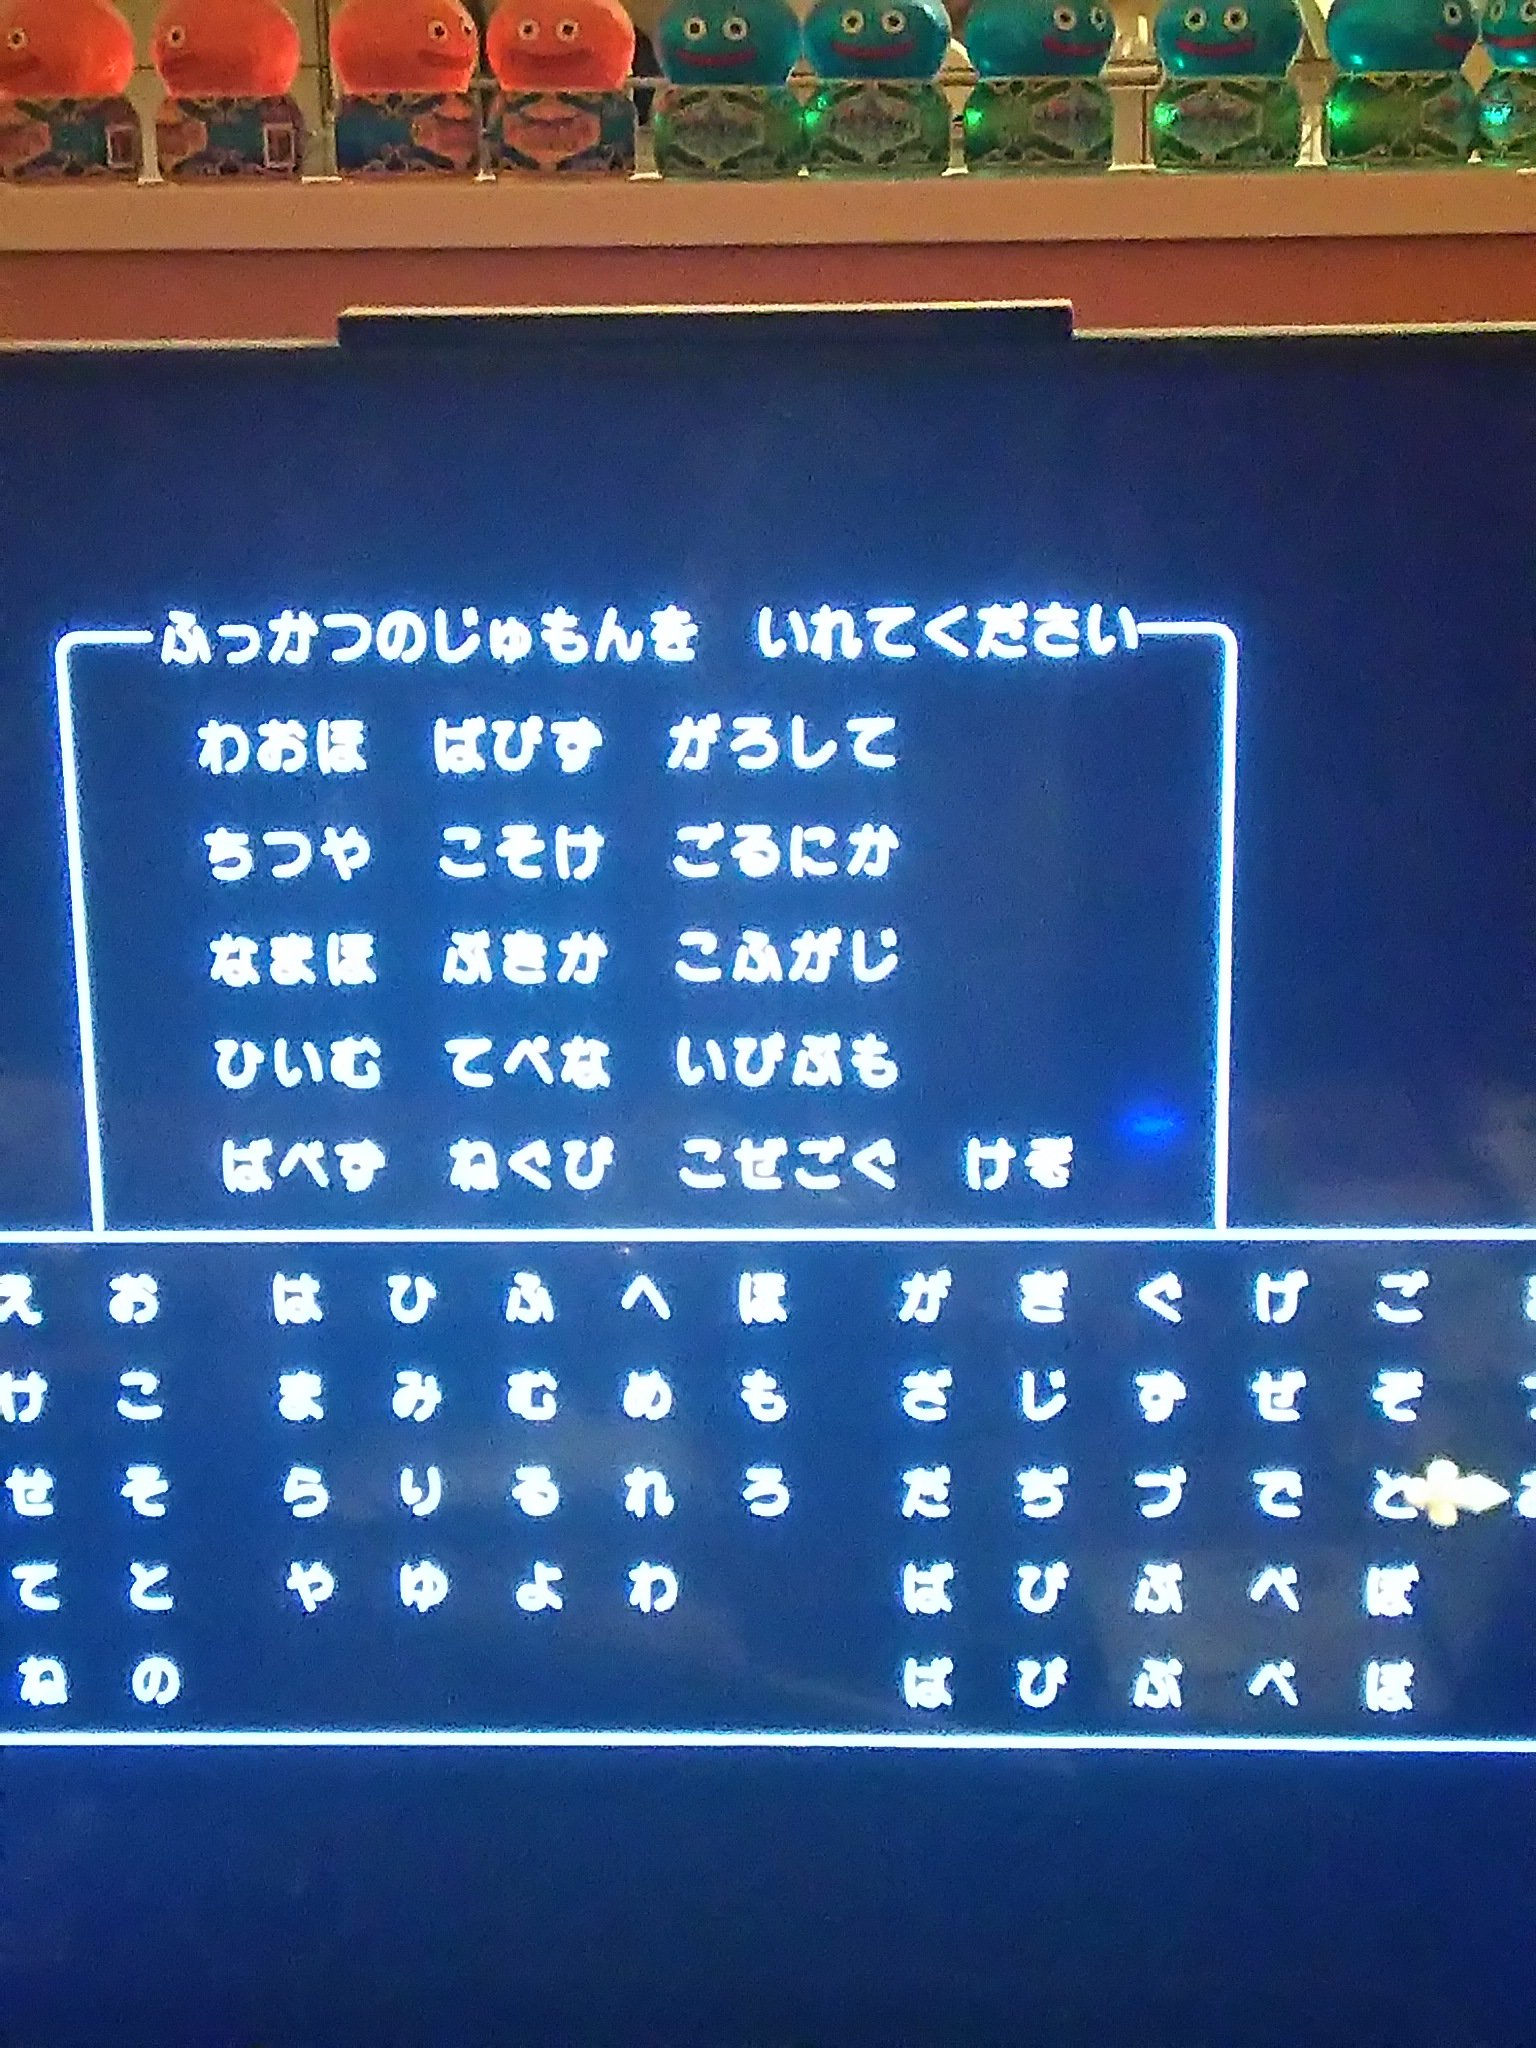 ふっかつのじゅもんを いれてください
わおほ ばびず がろして
ちつや こそけ ごるにか
なまほ ぶきか こふがじ
ひいむ てべな いびぶも
ばべず ねぐび こぜごぐ けぞ
えお はひふへほ がぎぐげご
けこ まみむめも ざじずぜぞ
せそ らりるれろ だぢづでど
てと やゆよわ ばびぶべぼ
ねの ぱぴぷぺぽ